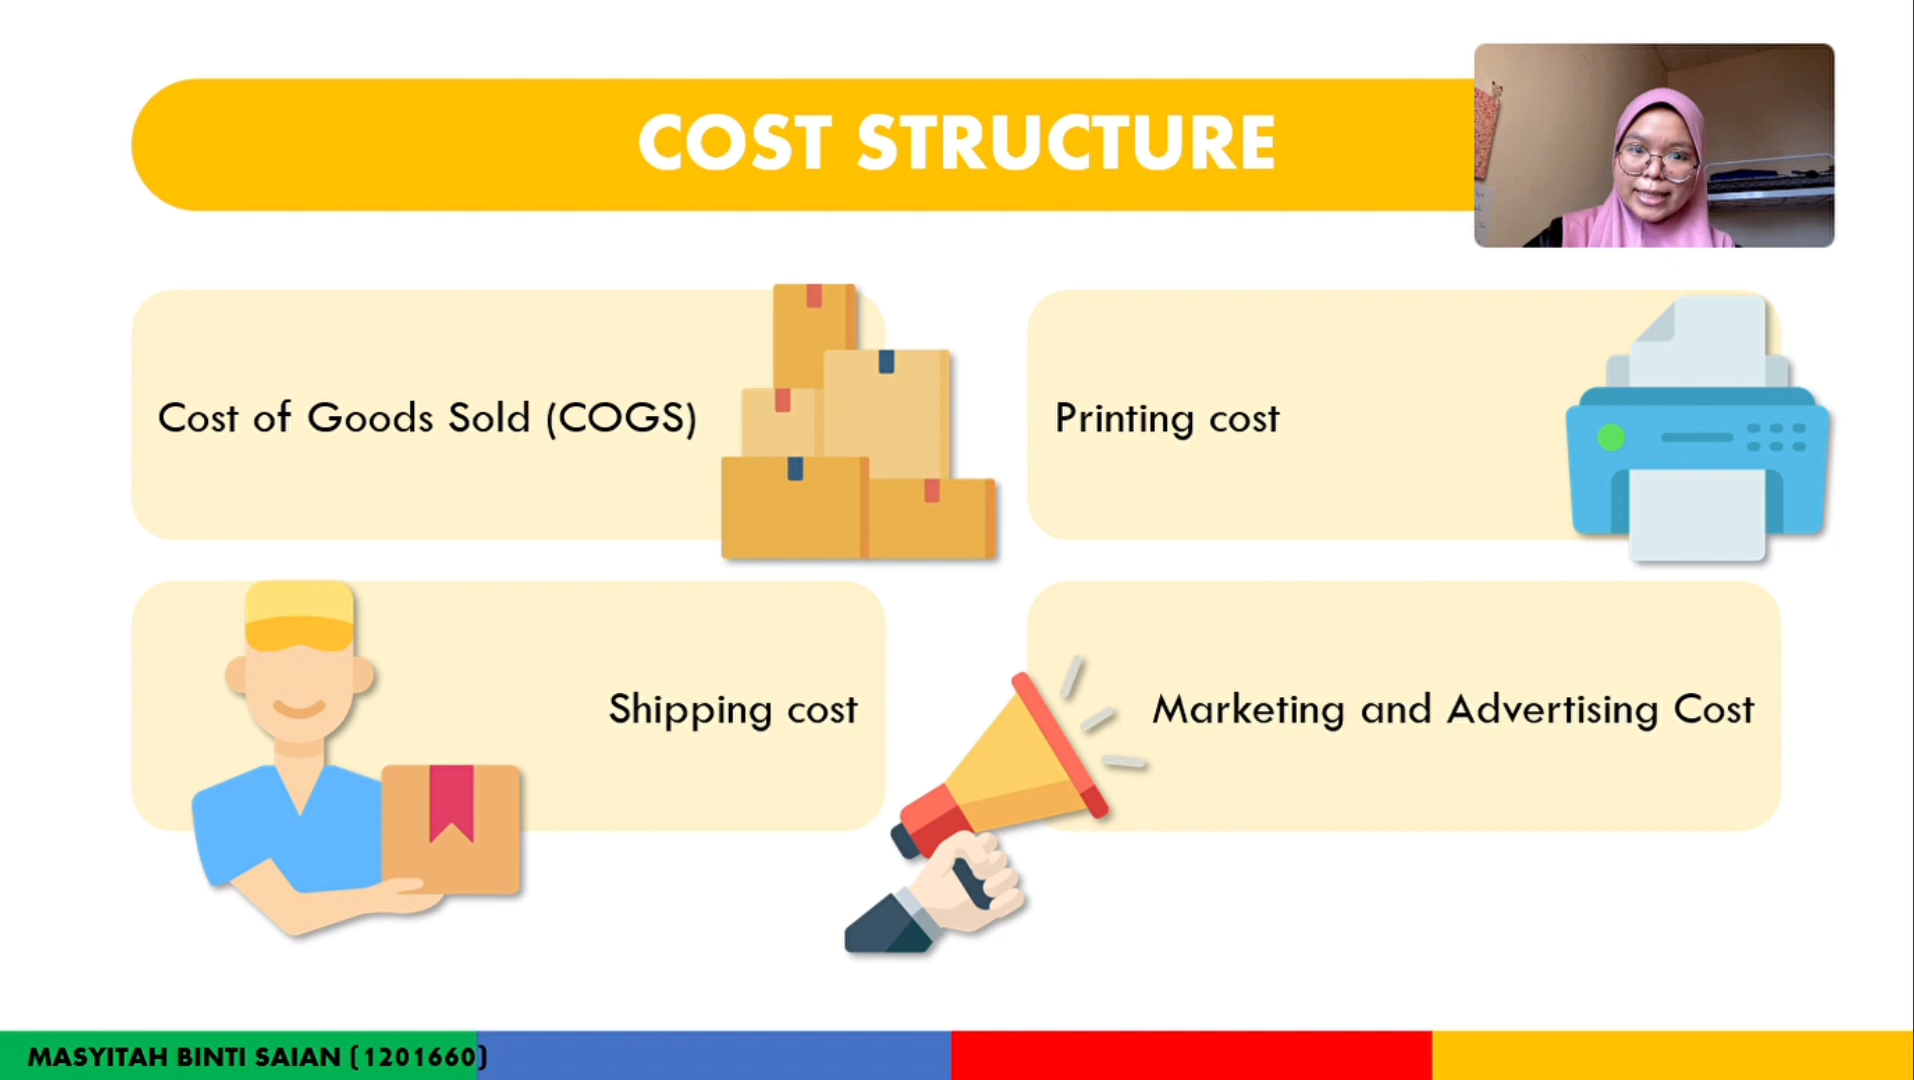 COST STRUCTURE
Cost of Goods Sold (COGS)
Printing cost
Shipping cost
Marketing and Advertising Cost
MASYITAH BINTI SAIAN (1201660)